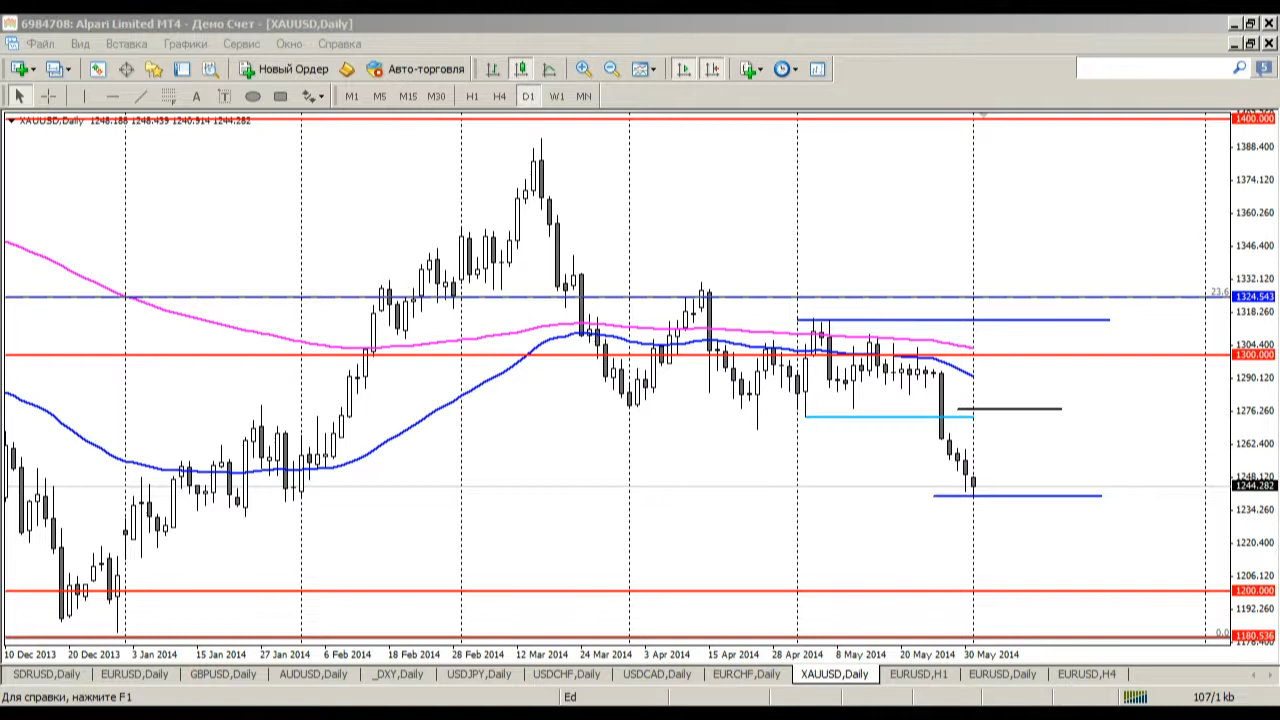 6984708: Alpari Limited MT4 - Демо Счет - [XAUUSD,Daily]
Файл Вид Вставка Графики Сервис Окно Справка
Новый Ордер Авто-торговля 5
A T M1 M5 M15 M30 H1 H4 D1 W1 MN
XAUUSD,Daily 1248.188 1248.439 1240.914 1244.282
1400.000
1388.400
1374.120
1360.260
1346.400
1332.120
23.6 1324.543
1318.260
1304.400
1300.000
1290.120
1276.260
1262.400
1248.120
1244.282
1234.260
1220.400
1206.120
1200.000
1192.260
0.0 1180.536
10 Dec 2013 20 Dec 2013 3 Jan 2014 15 Jan 2014 27 Jan 2014 6 Feb 2014 18 Feb 2014 28 Feb 2014 12 Mar 2014 24 Mar 2014 3 Apr 2014 15 Apr 2014 28 Apr 2014 8 May 2014 20 May 2014 30 May 2014
SDRUSD,Daily EURUSD,Daily GBPUSD,Daily AUDUSD,Daily _DXY,Daily USDJPY,Daily USDCHF,Daily USDCAD,Daily EURCHF,Daily XAUUSD,Daily EURUSD,H1 EURUSD,Daily EURUSD,H4
Для справки, нажмите F1 Ed 107/1 kb